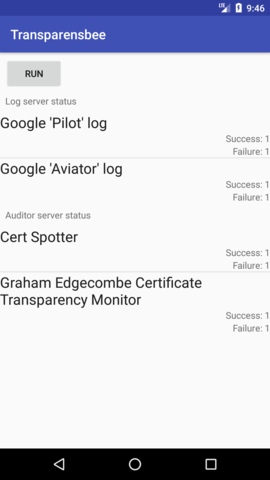 LTE 9:46
Transparensbee
RUN
Log server status
Google 'Pilot' log
Success: 1
Failure: 1
Google 'Aviator' log
Success: 1
Failure: 1
Auditor server status
Cert Spotter
Success: 1
Failure: 1
Graham Edgecombe Certificate
Transparency Monitor
Success: 1
Failure: 1